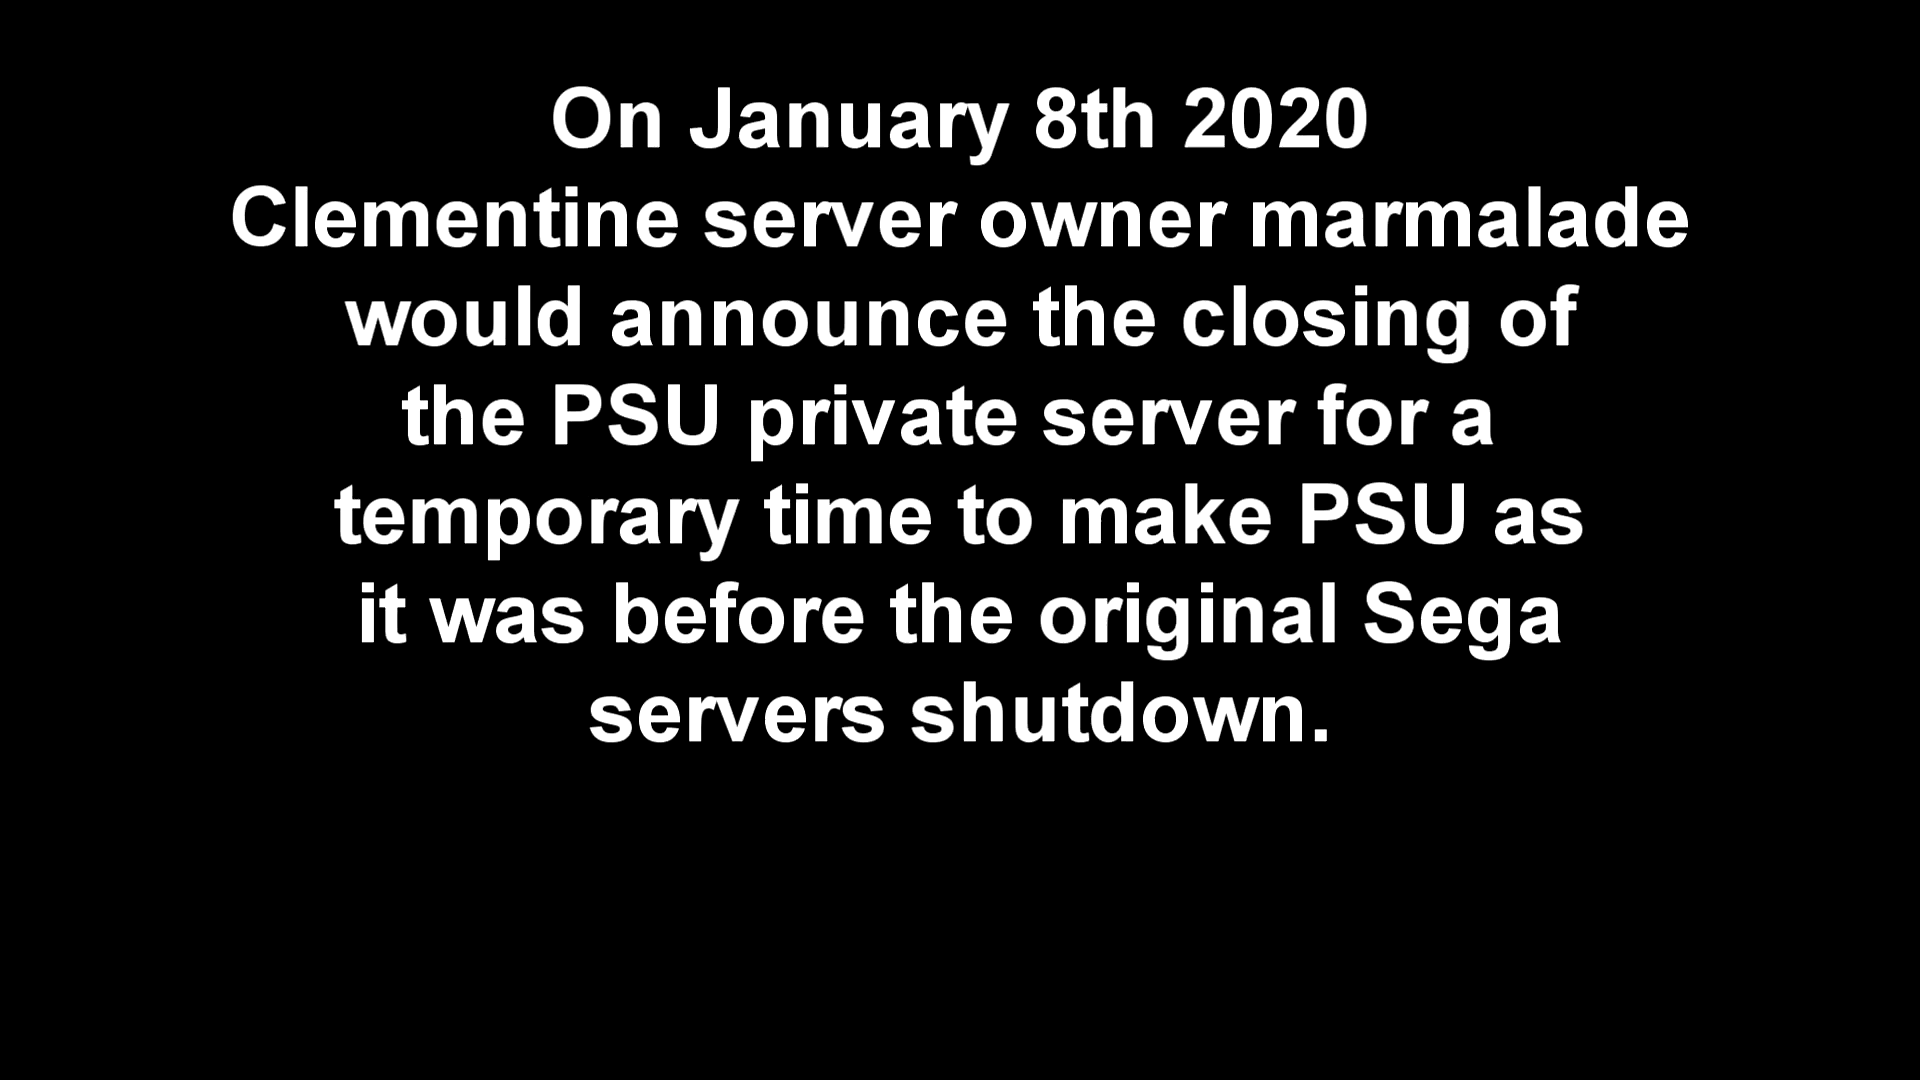 On January 8th 2020
Clementine server owner marmalade
would announce the closing of
the PSU private server for a
temporary time to make PSU as
it was before the original Sega
servers shutdown.